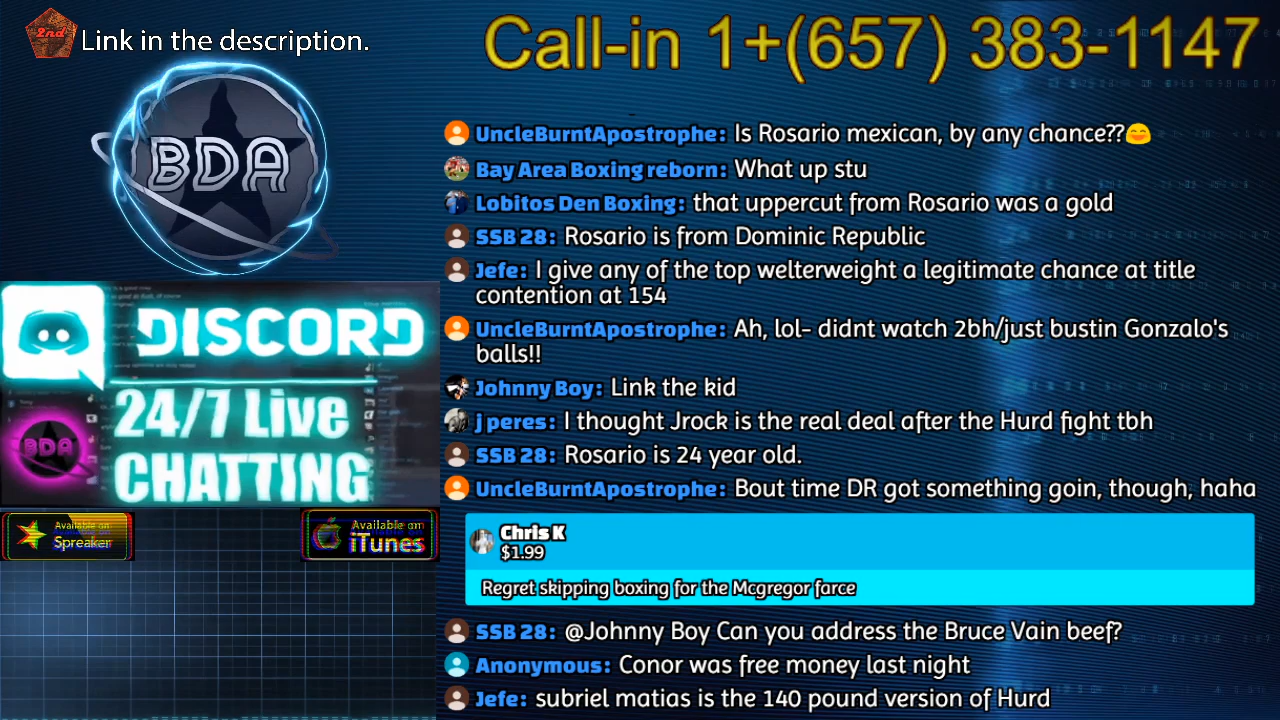 2nd
Link in the description.
Call-in 1+(657) 383-1147
BDA
UncleBurntApostrophe: Is Rosario mexican, by any chance??😊
Bay Area Boxing reborn: What up stu
Lobitos Den Boxing: that uppercut from Rosario was a gold
SSB 28: Rosario is from Dominic Republic
Jefe: I give any of the top welterweight a legitimate chance at title
contention at 154
UncleBurntApostrophe: Ah, lol- didnt watch 2bh/just bustin Gonzalo's
balls!!
Johnny Boy: Link the kid
j peres: I thought Jrock is the real deal after the Hurd fight tbh
SSB 28: Rosario is 24 year old.
UncleBurntApostrophe: Bout time DR got something goin, though, haha
Chris K
$1.99
Regret skipping boxing for the Mcgregor farce
SSB 28: @Johnny Boy Can you address the Bruce Vain beef?
Anonymous: Conor was free money last night
Jefe: subriel matias is the 140 pound version of Hurd
DISCORD
24/7 Live
CHATTING
BDA
Available on
Spreaker
Available on
iTunes